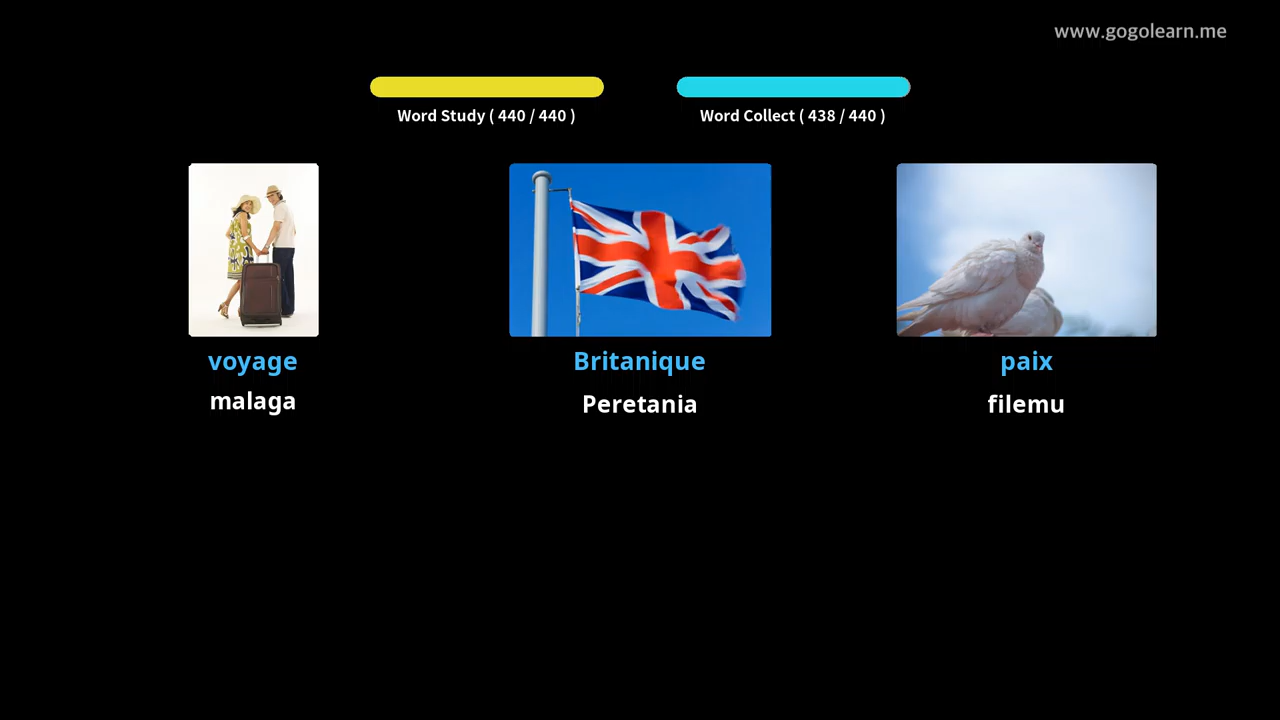 www.gogolearn.me
Word Study ( 440 / 440 )
Word Collect ( 438 / 440 )
voyage
malaga
Britanique
Peretania
paix
filemu